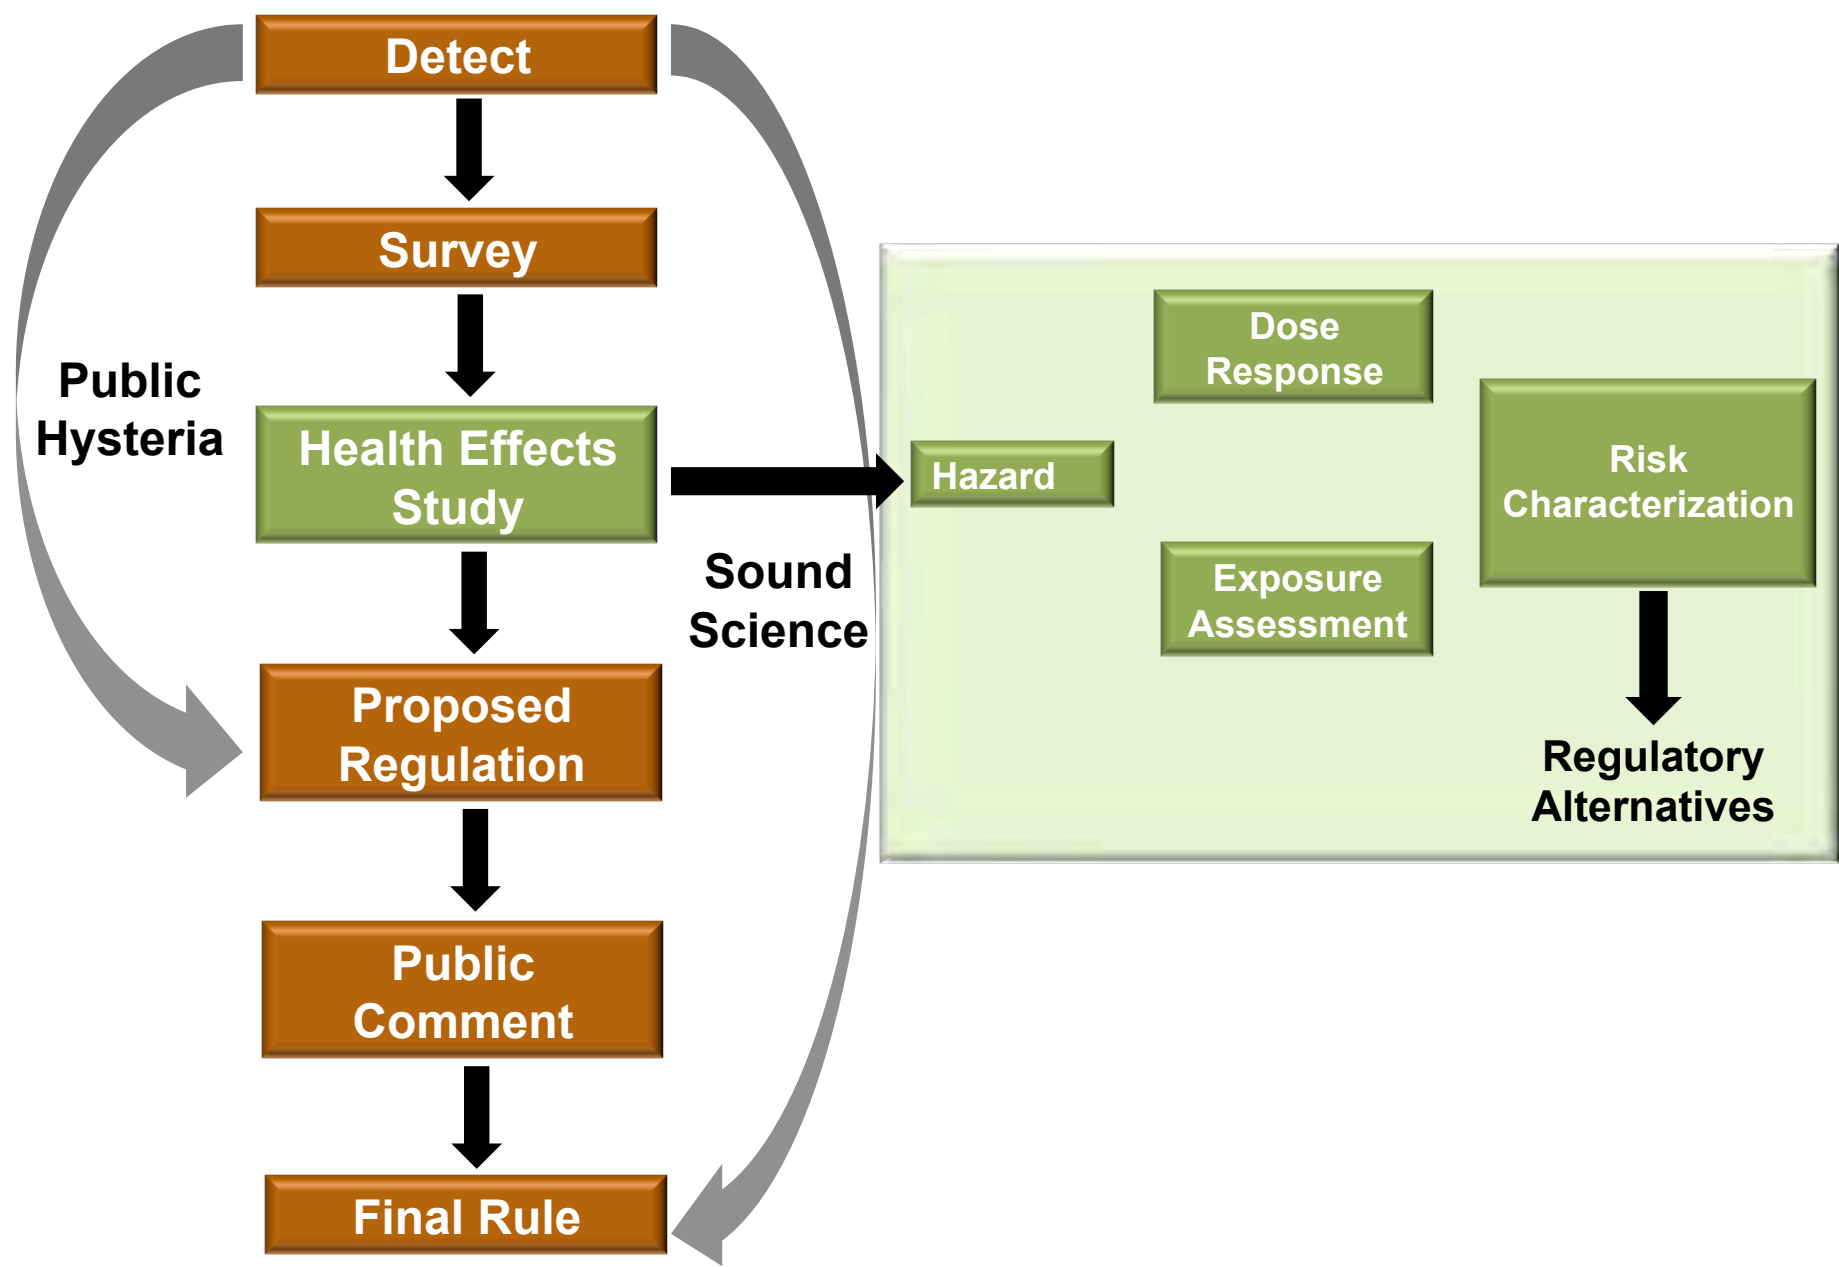 Detect
Survey
Public
Hysteria
Health Effects
Study
Sound
Science
Proposed
Regulation
Public
Comment
Final Rule
Hazard
Dose
Response
Exposure
Assessment
Risk
Characterization
Regulatory
Alternatives